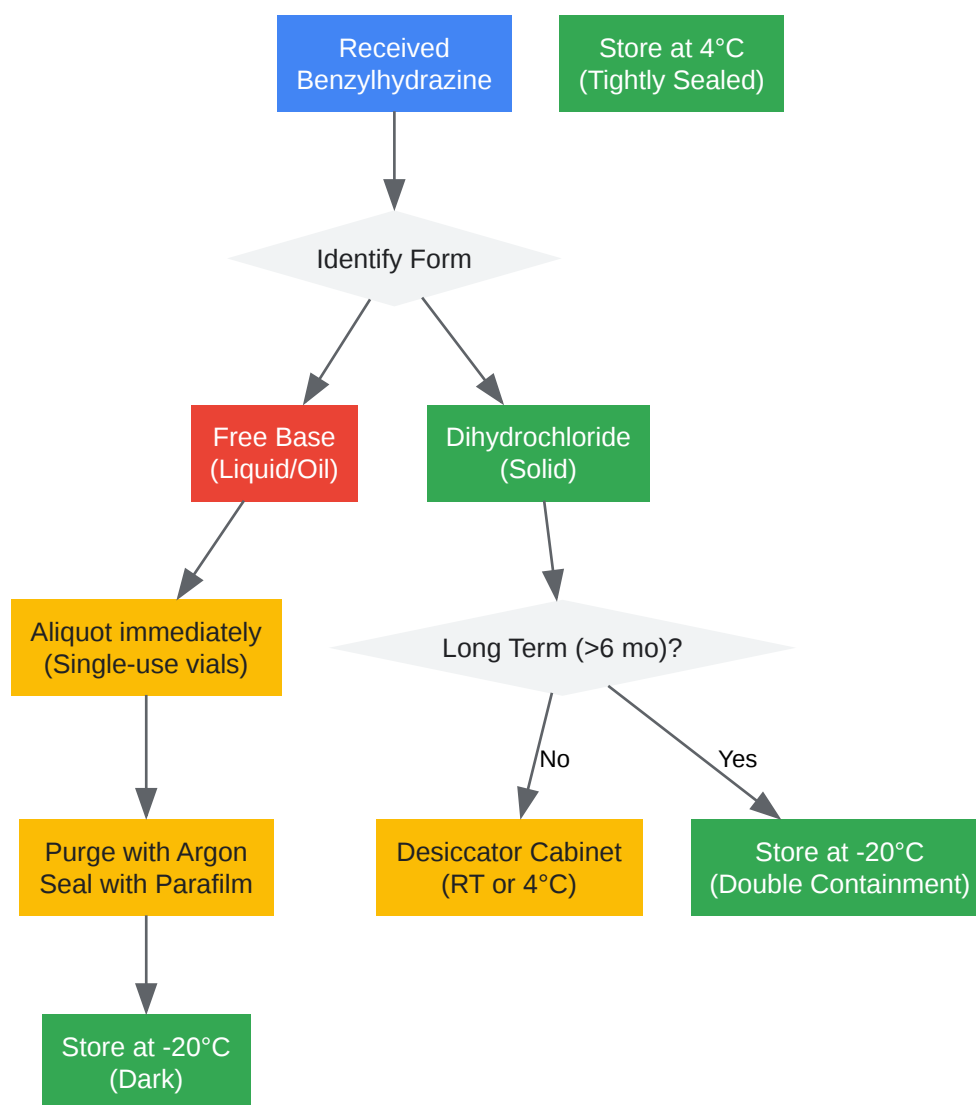 Received
Benzylhydrazine
Store at 4°C
(Tightly Sealed)
Identify Form
Free Base
(Liquid/Oil)
Dihydrochloride
(Solid)
Aliquot immediately
(Single-use vials)
Long Term (>6 mo)?
No
Yes
Purge with Argon
Seal with Parafilm
Desiccator Cabinet
(RT or 4°C)
Store at -20°C
(Double Containment)
Store at -20°C
(Dark)